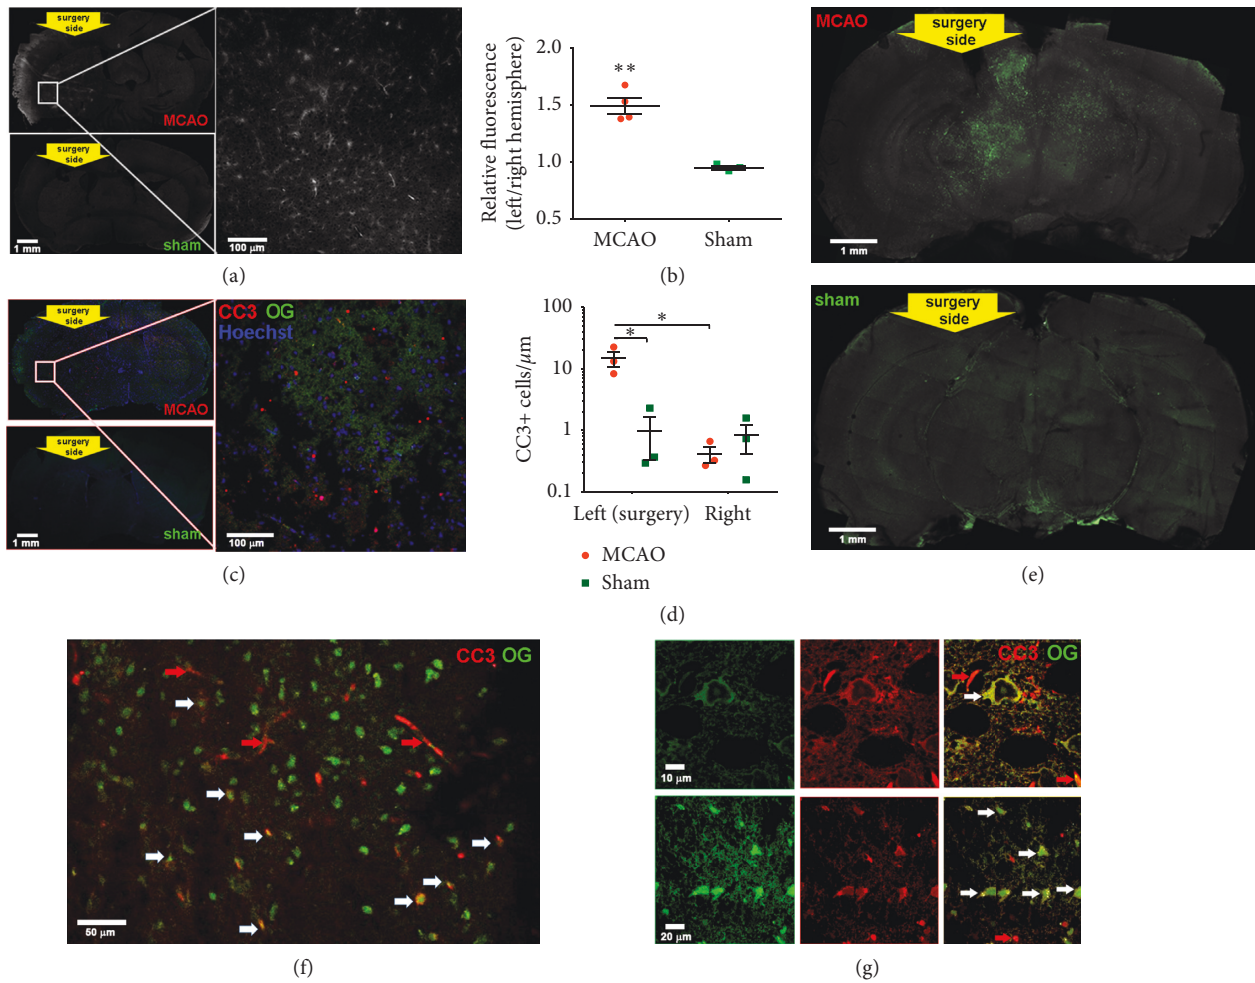 surgery
side
MCAO
surgery
side
1 mm
sham
100 μm
(a)
Relative fluorescence
(left/right hemisphere)
2.0
1.5
1.0
0.5
**
MCAO
Sham
(b)
MCAO
surgery
side
1 mm
sham
surgery
side
1 mm
(e)
surgery
side
MCAO
surgery
side
1 mm
sham
CC3 OG
Hoechst
100 μm
(c)
CC3+ cells/μm
100
10
1
0.1
*
*
Left (surgery)
Right
MCAO
Sham
(d)
CC3 OG
50 μm
(f)
CC3 OG
10 μm
20 μm
(g)